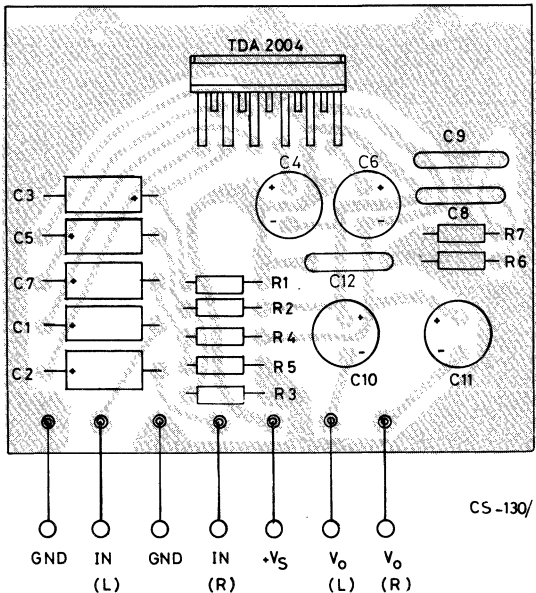 TDA 2004
C9
C4 C6
C3
C8
C5 R7
R6
C7 R1 C12
R2
C1 R4
R5
C2 C10 C11
R3
CS-130/
GND IN GND IN +VS Vo Vo
(L) (R) (L) (R)